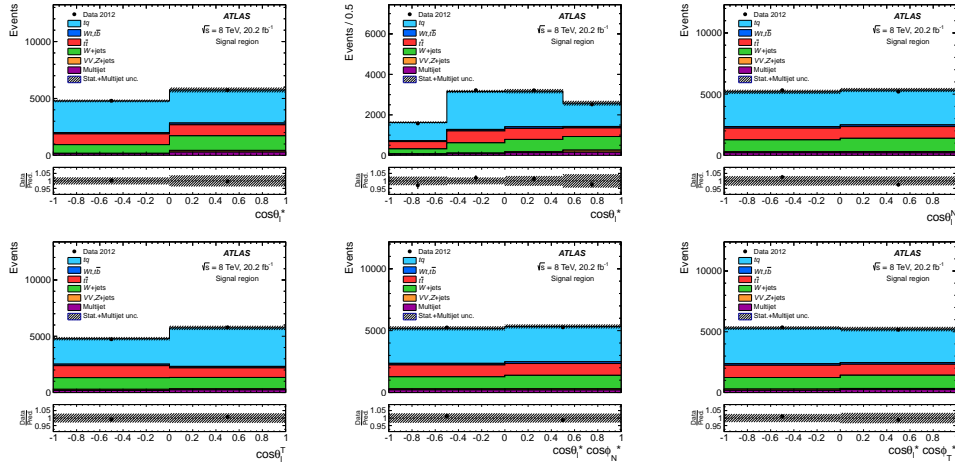 Events
Data 2012
tq
Wt,tb̄
tt̄
W+jets
VV,Z+jets
Multijet
Stat.+Multijet unc.
ATLAS
√s = 8 TeV, 20.2 fb⁻¹
Signal region
10000
5000
0
Data
Pred.
1.05
1
0.95
-1 -0.8 -0.6 -0.4 -0.2 0 0.2 0.4 0.6 0.8 1
cosθ_l^*
Events / 0.5
Data 2012
tq
Wt,tb̄
tt̄
W+jets
VV,Z+jets
Multijet
Stat.+Multijet unc.
ATLAS
√s = 8 TeV, 20.2 fb⁻¹
Signal region
6000
4000
2000
0
Data
Pred.
1.05
1
0.95
-1 -0.8 -0.6 -0.4 -0.2 0 0.2 0.4 0.6 0.8 1
cosθ_l^*
Events
Data 2012
tq
Wt,tb̄
tt̄
W+jets
VV,Z+jets
Multijet
Stat.+Multijet unc.
ATLAS
√s = 8 TeV, 20.2 fb⁻¹
Signal region
10000
5000
0
Data
Pred.
1.05
1
0.95
-1 -0.8 -0.6 -0.4 -0.2 0 0.2 0.4 0.6 0.8 1
cosθ_l^N
Events
Data 2012
tq
Wt,tb̄
tt̄
W+jets
VV,Z+jets
Multijet
Stat.+Multijet unc.
ATLAS
√s = 8 TeV, 20.2 fb⁻¹
Signal region
10000
5000
0
Data
Pred.
1.05
1
0.95
-1 -0.8 -0.6 -0.4 -0.2 0 0.2 0.4 0.6 0.8 1
cosθ_l^T
Events
Data 2012
tq
Wt,tb̄
tt̄
W+jets
VV,Z+jets
Multijet
Stat.+Multijet unc.
ATLAS
√s = 8 TeV, 20.2 fb⁻¹
Signal region
10000
5000
0
Data
Pred.
1.05
1
0.95
-1 -0.8 -0.6 -0.4 -0.2 0 0.2 0.4 0.6 0.8 1
cosθ_l^* cosϕ_N^*
Events
Data 2012
tq
Wt,tb̄
tt̄
W+jets
VV,Z+jets
Multijet
Stat.+Multijet unc.
ATLAS
√s = 8 TeV, 20.2 fb⁻¹
Signal region
10000
5000
0
Data
Pred.
1.05
1
0.95
-0.8 -0.6 -0.4 -0.2 0 0.2 0.4 0.6 0.8
cosθ_l^* cosϕ_T^*